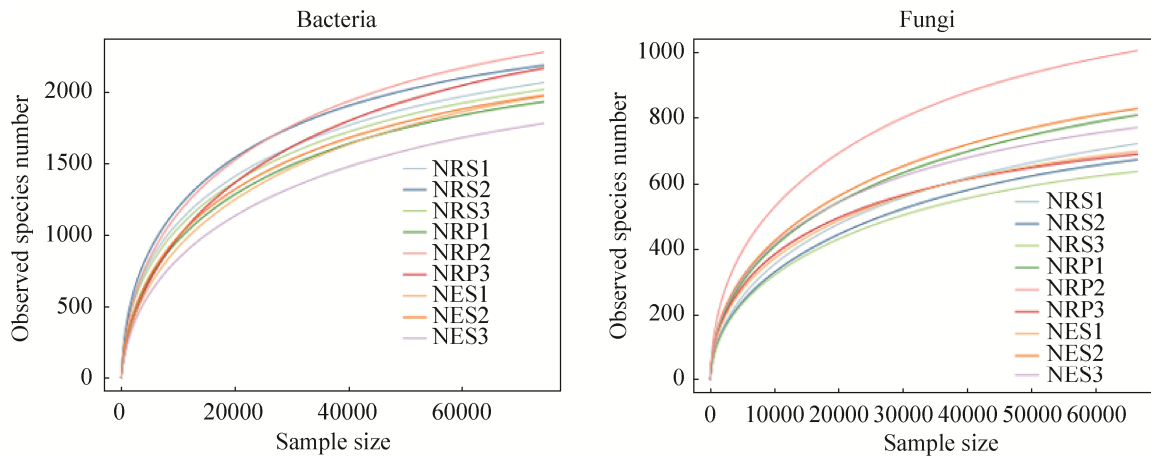 Bacteria
Observed species number
2000
1500
1000
500
0
NRS1
NRS2
NRS3
NRP1
NRP2
NRP3
NES1
NES2
NES3
0 20000 40000 60000
Sample size
Fungi
Observed species number
1000
800
600
400
200
0
NRS1
NRS2
NRS3
NRP1
NRP2
NRP3
NES1
NES2
NES3
0 10000 20000 30000 40000 50000 60000
Sample size